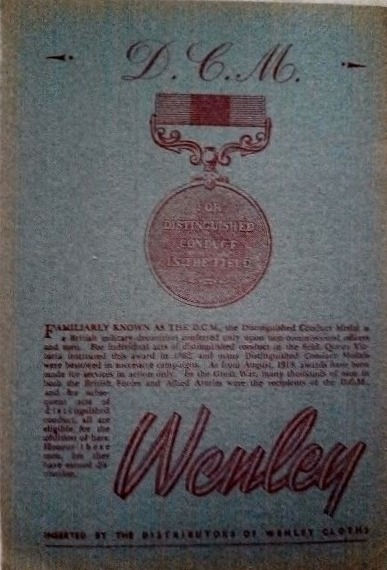 D.C.M.
FOR
DISTINGUISHED
CONDUCT
IN THE FIELD
FAMILIARLY KNOWN AS THE D.C.M., the Distinguished Conduct Medal is
a British military decoration conferred only upon non-commissioned officers
and men. For individual acts of distinguished conduct in the field Queen Vic-
toria instituted this award in 1862, and many Distinguished Conduct Medals
were bestowed in successive campaigns. As from August, 1918, awards have been
made for services in action only. In the Great War, many thousands of men in
both the British Forces and Allied Armies were the recipients of the D.C.M.,
and for subse-
quent acts of
distinguished
conduct, all are
eligible for the
addition of bars.
Honour these
men, for they
have earned dis-
tinction.
Wenley
INSERTED BY THE DISTRIBUTORS OF WENLEY CLOTHS